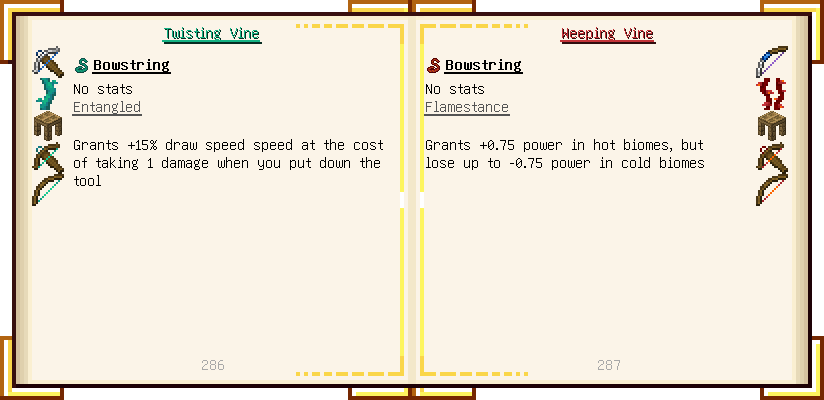 Twisting Vine
Bowstring
No stats
Entangled
Grants +15% draw speed speed at the cost
of taking 1 damage when you put down the
tool
286
Weeping Vine
Bowstring
No stats
Flamestance
Grants +0.75 power in hot biomes, but
lose up to -0.75 power in cold biomes
287